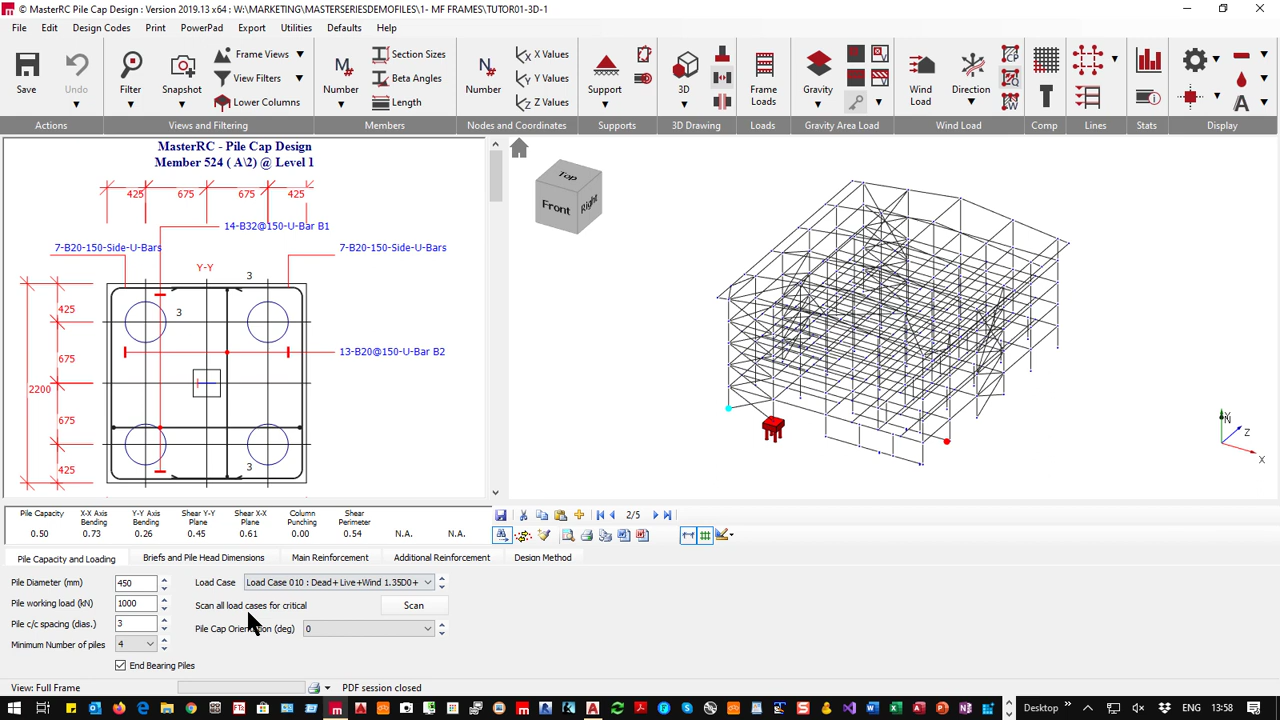 © MasterRC Pile Cap Design : Version 2019.13 x64 : W:\MARKETING\MASTERSERIESDEMOFILES\1- MF FRAMES\TUTOR01-3D-1
File Edit Design Codes Print PowerPad Export Utilities Defaults Help
Save Undo Filter Snapshot Frame Views View Filters Lower Columns
Number Section Sizes Beta Angles Length
Number X Values Y Values Z Values
Support 3D Frame Loads Gravity Wind Load Direction
Actions Views and Filtering Members Nodes and Coordinates Supports 3D Drawing Loads Gravity Area Load Wind Load Comp Lines Stats Display
MasterRC - Pile Cap Design
Member 524 ( A\2) @ Level 1
425 675 675 425
14-B32@150-U-Bar B1
7-B20-150-Side-U-Bars 7-B20-150-Side-U-Bars
Y-Y
3
3
425
13-B20@150-U-Bar B2
675
2200
675
425
3
Top
Front Right
Z
X
Pile Capacity X-X Axis Bending Y-Y Axis Bending Shear Y-Y Plane Shear X-X Plane Column Punching Shear Perimeter
0.50 0.73 0.26 0.45 0.61 0.00 0.54 N.A. N.A.
2/5
Pile Capacity and Loading Briefs and Pile Head Dimensions Main Reinforcement Additional Reinforcement Design Method
Pile Diameter (mm) 450 Load Case Load Case 010 : Dead+Live+Wind 1.35D0+
Pile working load (kN) 1000 Scan all load cases for critical Scan
Pile c/c spacing (dias.) 3 Pile Cap Orientation (deg) 0
Minimum Number of piles 4
End Bearing Piles
View: Full Frame PDF session closed
Desktop ENG 13:58